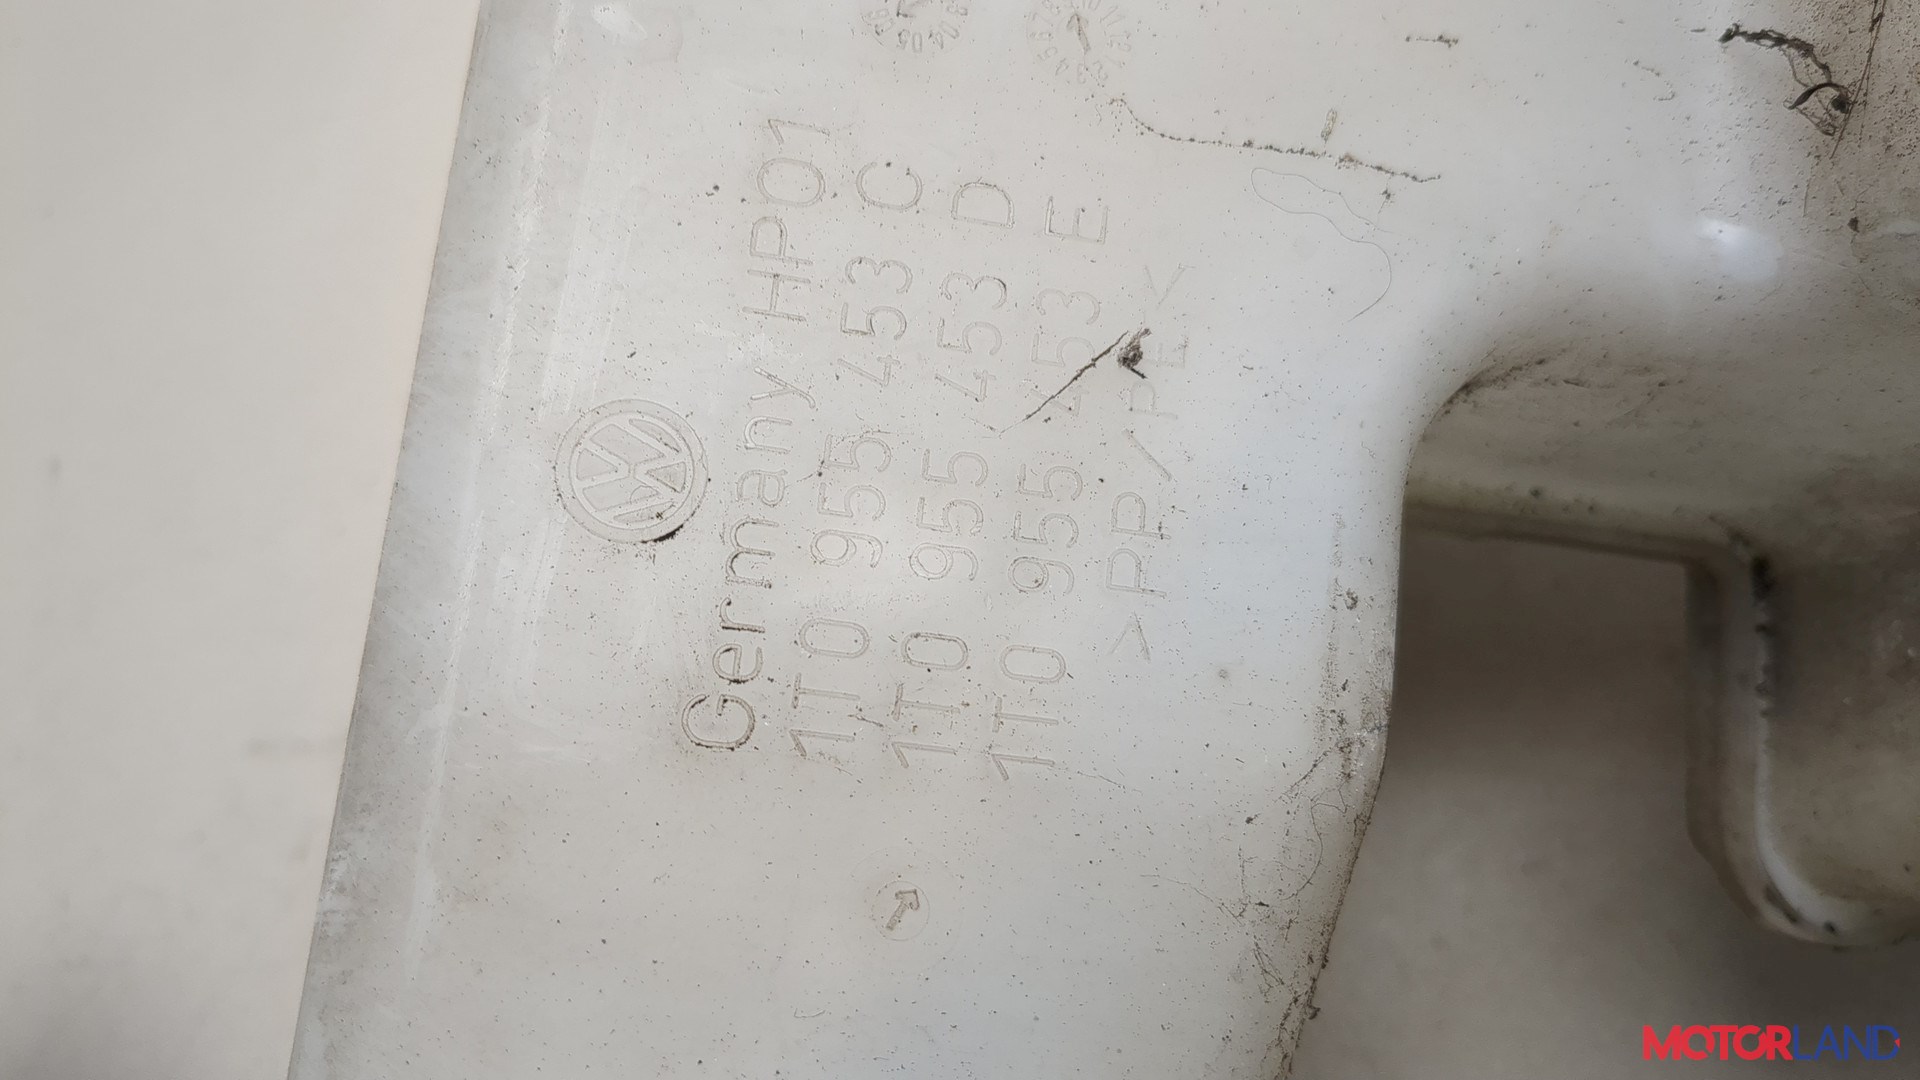 Germany HP01
1T0 955 453 C
1T0 955 453 D
1T0 955 453 E
>PP/PE<
MOTORLAND